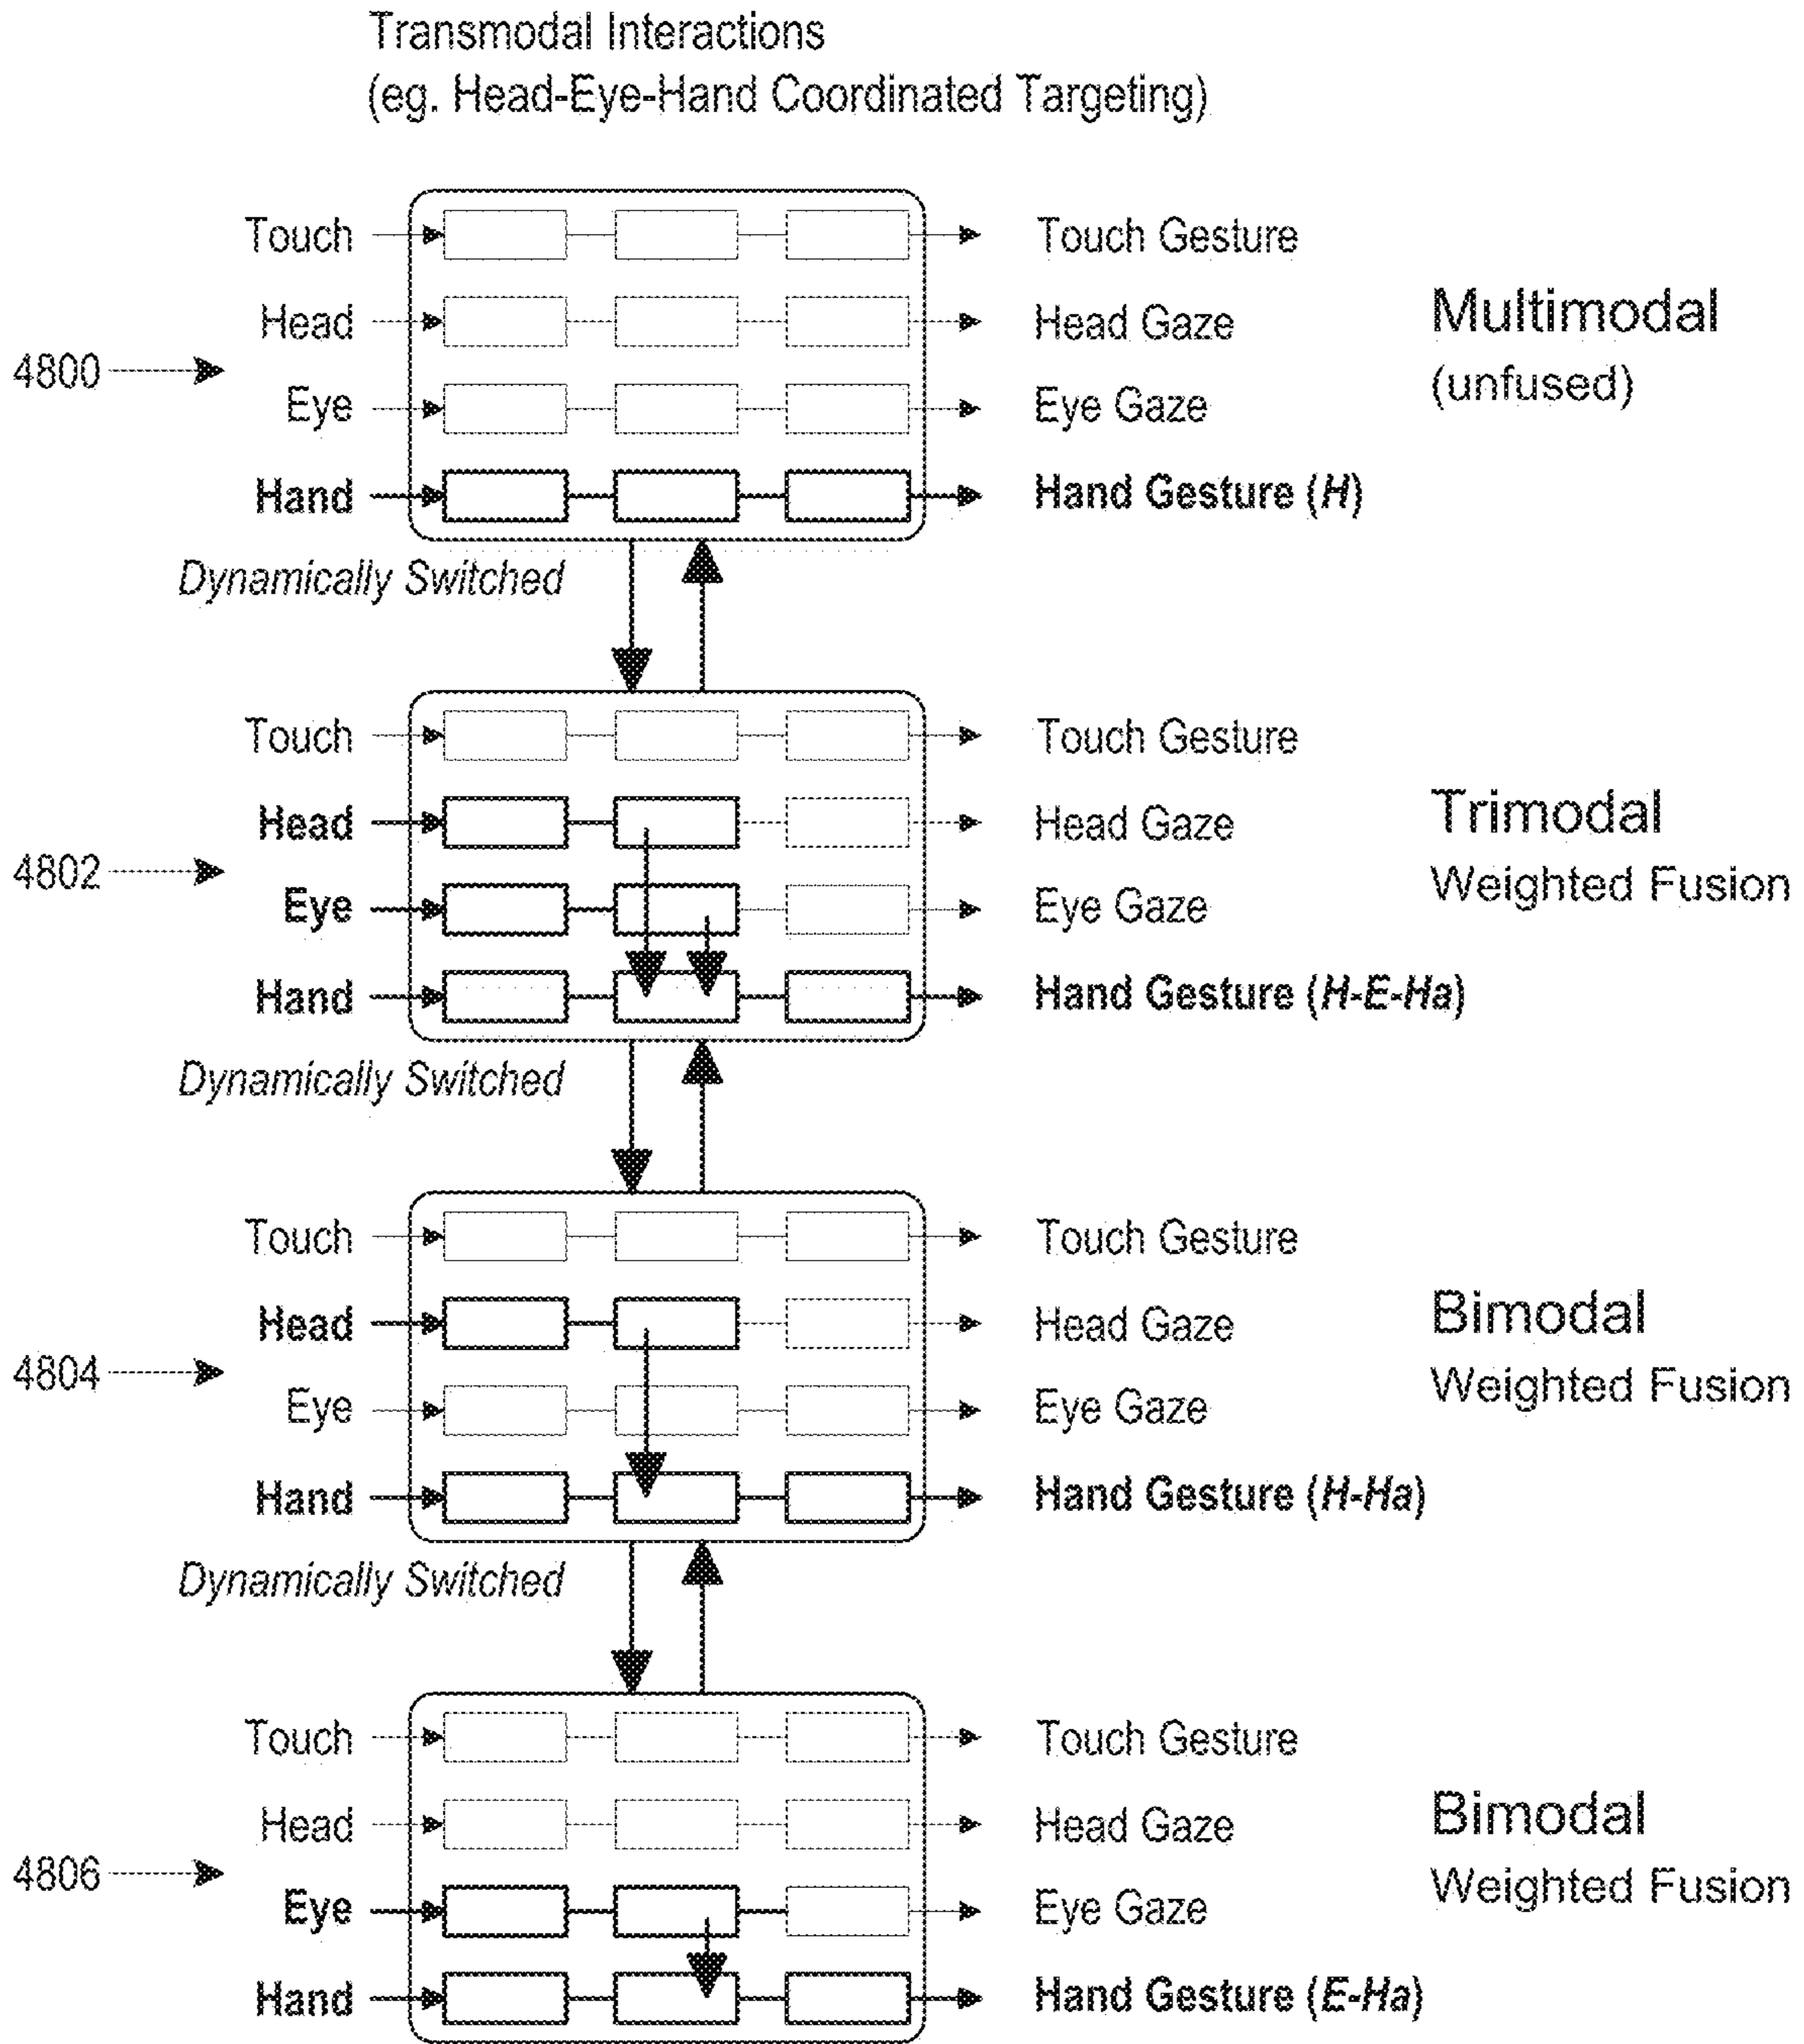 Transmodal Interactions
(eg. Head-Eye-Hand Coordinated Targeting)
Touch Touch Gesture
Head Head Gaze
Multimodal
4800
(unfused)
Eye Eye Gaze
Hand Hand Gesture (H)
Dynamically Switched
Touch Touch Gesture
Head Head Gaze
Trimodal
4802
Weighted Fusion
Eye Eye Gaze
Hand Hand Gesture (H-E-Ha)
Dynamically Switched
Touch Touch Gesture
Head Head Gaze
Bimodal
4804
Weighted Fusion
Eye Eye Gaze
Hand Hand Gesture (H-Ha)
Dynamically Switched
Touch Touch Gesture
Head Head Gaze
Bimodal
4806
Weighted Fusion
Eye Eye Gaze
Hand Hand Gesture (E-Ha)